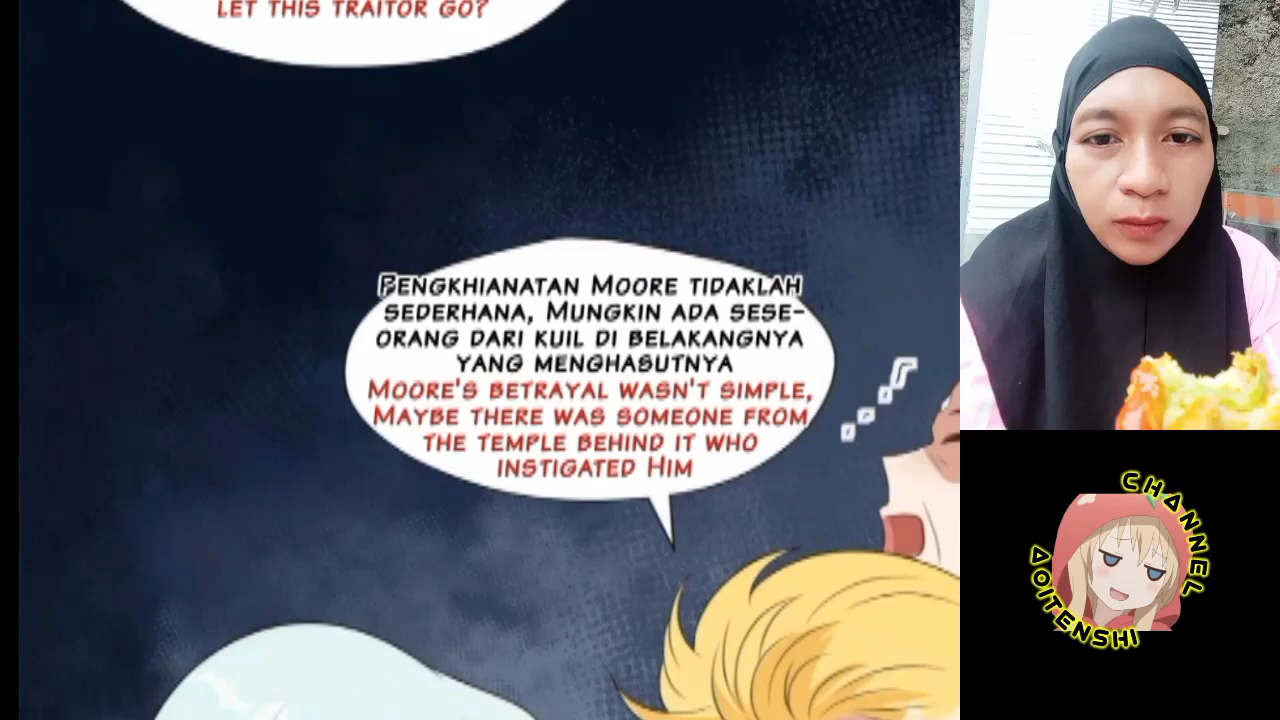 LET THIS TRAITOR GO?
PENGKHIANATAN MOORE TIDAKLAH
SEDERHANA, MUNGKIN ADA SESE-
ORANG DARI KUIL DI BELAKANGNYA
YANG MENGHASUTNYA
MOORE'S BETRAYAL WASN'T SIMPLE,
MAYBE THERE WAS SOMEONE FROM
THE TEMPLE BEHIND IT WHO
INSTIGATED HIM
CHANNEL
AOITENSHI